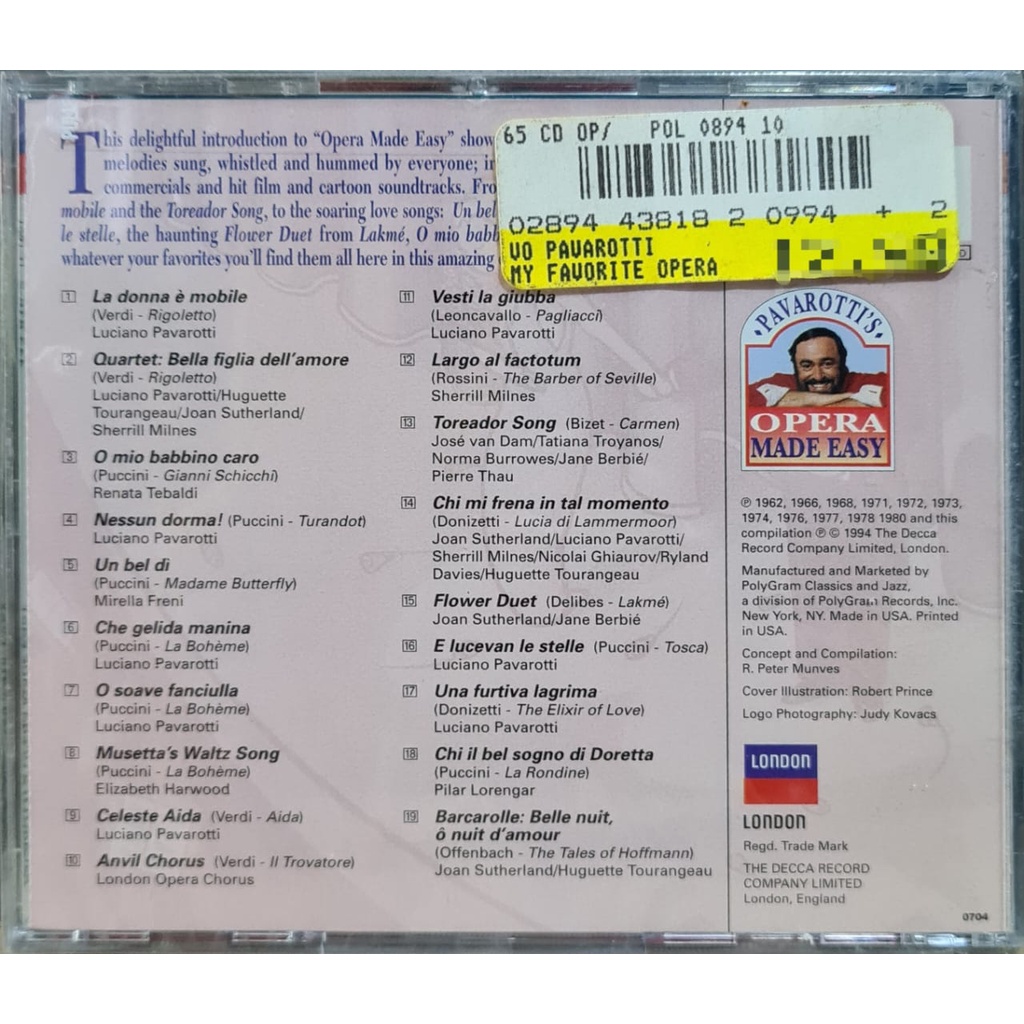 This delightful introduction to “Opera Made Easy” show
melodies sung, whistled and hummed by everyone;
commercials and hit film and cartoon soundtracks.
mobile and the Toreador Song, to the soaring love songs: Un bel
le stelle, the haunting Flower Duet from Lakmé, O mio
whatever your favorites you’ll find them all here in this amazing
65 CD OP/ POL 0894 10
02894 43818 2 0994 + 2
VO PAVAROTTI
MY FAVORITE OPERA
1 La donna è mobile
(Verdi - Rigoletto)
Luciano Pavarotti
2 Quartet: Bella figlia dell’amore
(Verdi - Rigoletto)
Luciano Pavarotti/Huguette
Tourangeau/Joan Sutherland/
Sherrill Milnes
3 O mio babbino caro
(Puccini - Gianni Schicchi)
Renata Tebaldi
4 Nessun dorma! (Puccini - Turandot)
Luciano Pavarotti
5 Un bel dì
(Puccini - Madame Butterfly)
Mirella Freni
6 Che gelida manina
(Puccini - La Bohème)
Luciano Pavarotti
7 O soave fanciulla
(Puccini - La Bohème)
Luciano Pavarotti
8 Musetta’s Waltz Song
(Puccini - La Bohème)
Elizabeth Harwood
9 Celeste Aida (Verdi - Aida)
Luciano Pavarotti
10 Anvil Chorus (Verdi - Il Trovatore)
London Opera Chorus
11 Vesti la giubba
(Leoncavallo - Pagliacci)
Luciano Pavarotti
12 Largo al factotum
(Rossini - The Barber of Seville)
Sherrill Milnes
13 Toreador Song (Bizet - Carmen)
José van Dam/Tatiana Troyanos/
Norma Burrowes/Jane Berbié/
Pierre Thau
14 Chi mi frena in tal momento
(Donizetti - Lucia di Lammermoor)
Joan Sutherland/Luciano Pavarotti/
Sherrill Milnes/Nicolai Ghiaurov/Ryland
Davies/Huguette Tourangeau
15 Flower Duet (Delibes - Lakmé)
Joan Sutherland/Jane Berbié
16 E lucevan le stelle (Puccini - Tosca)
Luciano Pavarotti
17 Una furtiva lagrima
(Donizetti - The Elixir of Love)
Luciano Pavarotti
18 Chi il bel sogno di Doretta
(Puccini - La Rondine)
Pilar Lorengar
19 Barcarolle: Belle nuit,
ô nuit d’amour
(Offenbach - The Tales of Hoffmann)
Joan Sutherland/Huguette Tourangeau
PAVAROTTI’S
OPERA
MADE EASY
℗ 1962, 1966, 1968, 1971, 1972, 1973,
1974, 1976, 1977, 1978 1980 and this
compilation ℗ © 1994 The Decca
Record Company Limited, London.
Manufactured and Marketed by
PolyGram Classics and Jazz,
a division of PolyGram Records, Inc.
New York, NY. Made in USA. Printed
in USA.
Concept and Compilation:
R. Peter Munves
Cover Illustration: Robert Prince
Logo Photography: Judy Kovacs
LONDON
LONDON
Regd. Trade Mark
THE DECCA RECORD
COMPANY LIMITED
London, England
0704